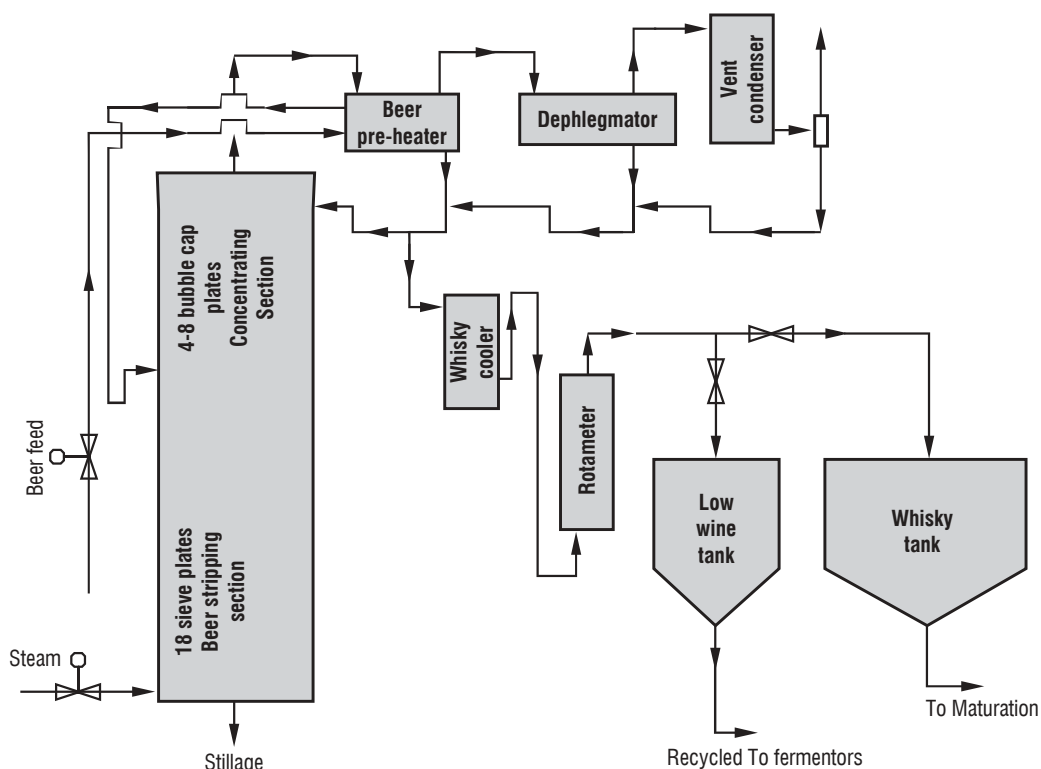 Vent
condenser
Beer
pre-heater
Dephlegmator
4-8 bubble cap
plates
Concentrating
Section
Whisky
cooler
Rotameter
Beer feed
Low
wine
tank
Whisky
tank
18 sieve plates
Beer stripping
section
Steam
To Maturation
Recycled To fermentors
Stillage